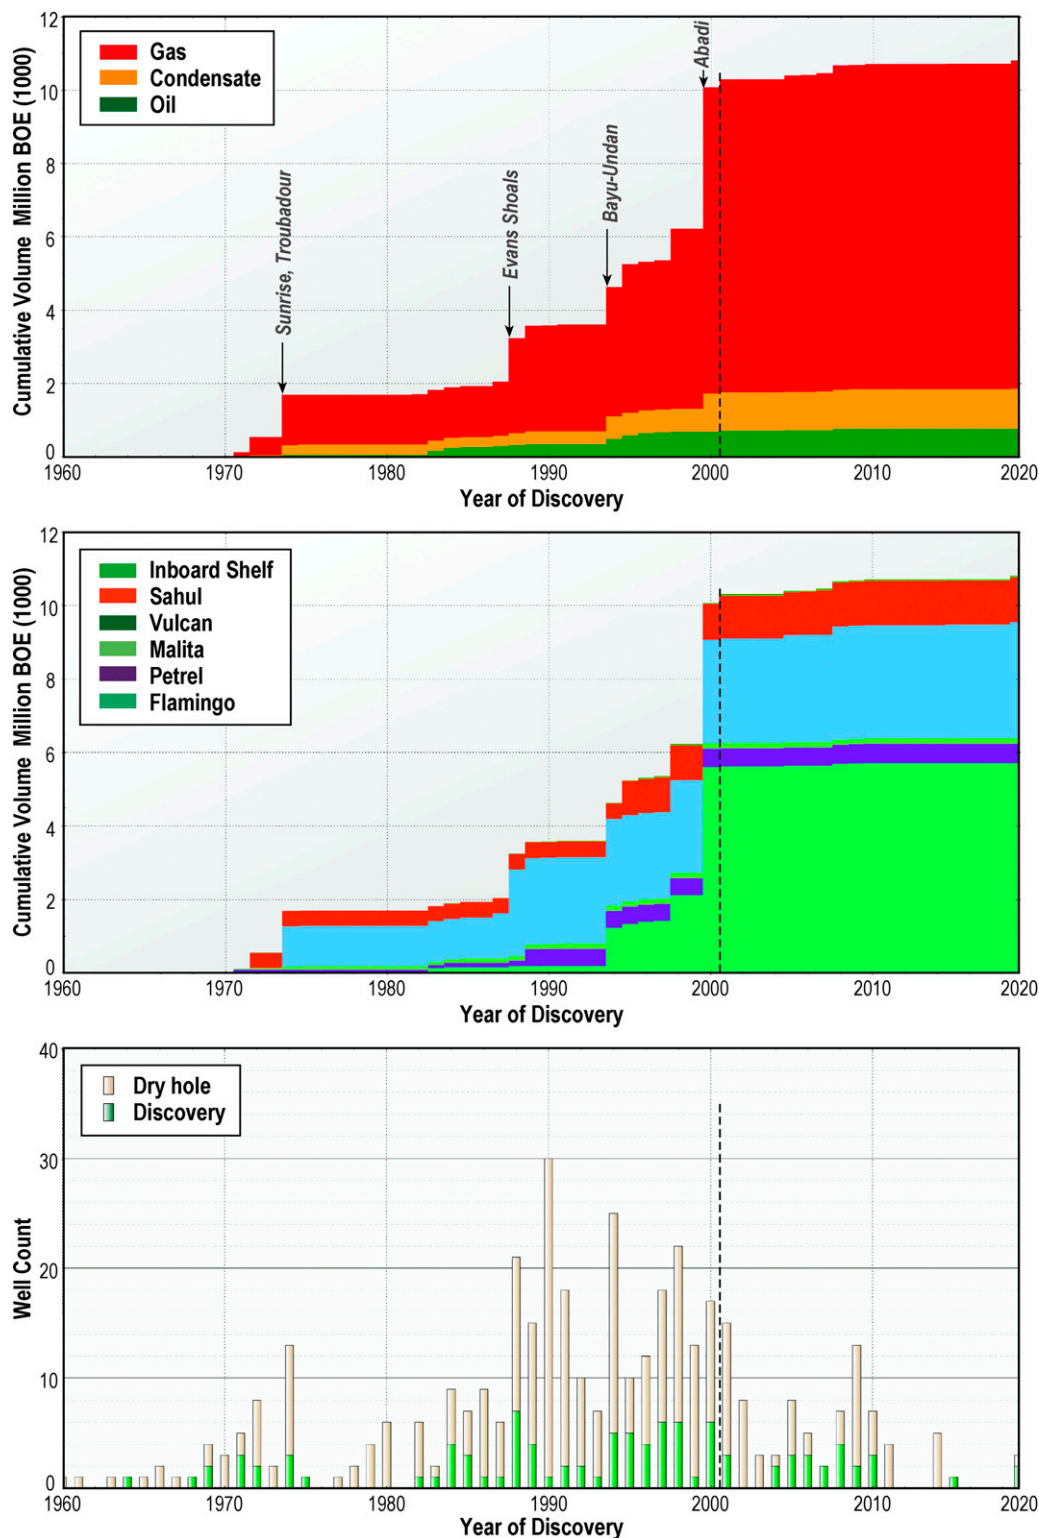 12
10
8
6
4
2
0
Cumulative Volume Million BOE (1000)
Gas
Condensate
Oil
Sunrise, Troubadour
Evans Shoals
Bayu-Undan
Abadi
1960 1970 1980 1990 2000 2010 2020
Year of Discovery
12
10
8
6
4
2
0
Cumulative Volume Million BOE (1000)
Inboard Shelf
Sahul
Vulcan
Malita
Petrel
Flamingo
1960 1970 1980 1990 2000 2010 2020
Year of Discovery
40
30
20
10
0
Well Count
Dry hole
Discovery
1960 1970 1980 1990 2000 2010 2020
Year of Discovery